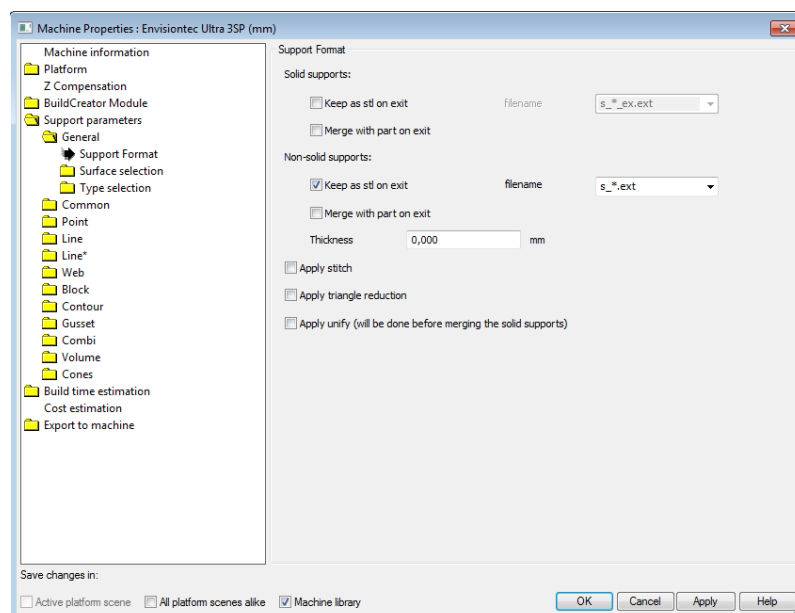 Machine Properties : Envisiontec Ultra 3SP (mm)
Machine information
Platform
Z Compensation
BuildCreator Module
Support parameters
General
Support Format
Surface selection
Type selection
Common
Point
Line
Line*
Web
Block
Contour
Gusset
Combi
Volume
Cones
Build time estimation
Cost estimation
Export to machine
Support Format
Solid supports:
Keep as stl on exit filename s_*_ex.ext
Merge with part on exit
Non-solid supports:
Keep as stl on exit filename s_*.ext
Merge with part on exit
Thickness 0,000 mm
Apply stitch
Apply triangle reduction
Apply unify (will be done before merging the solid supports)
Save changes in:
Active platform scene All platform scenes alike Machine library
OK Cancel Apply Help